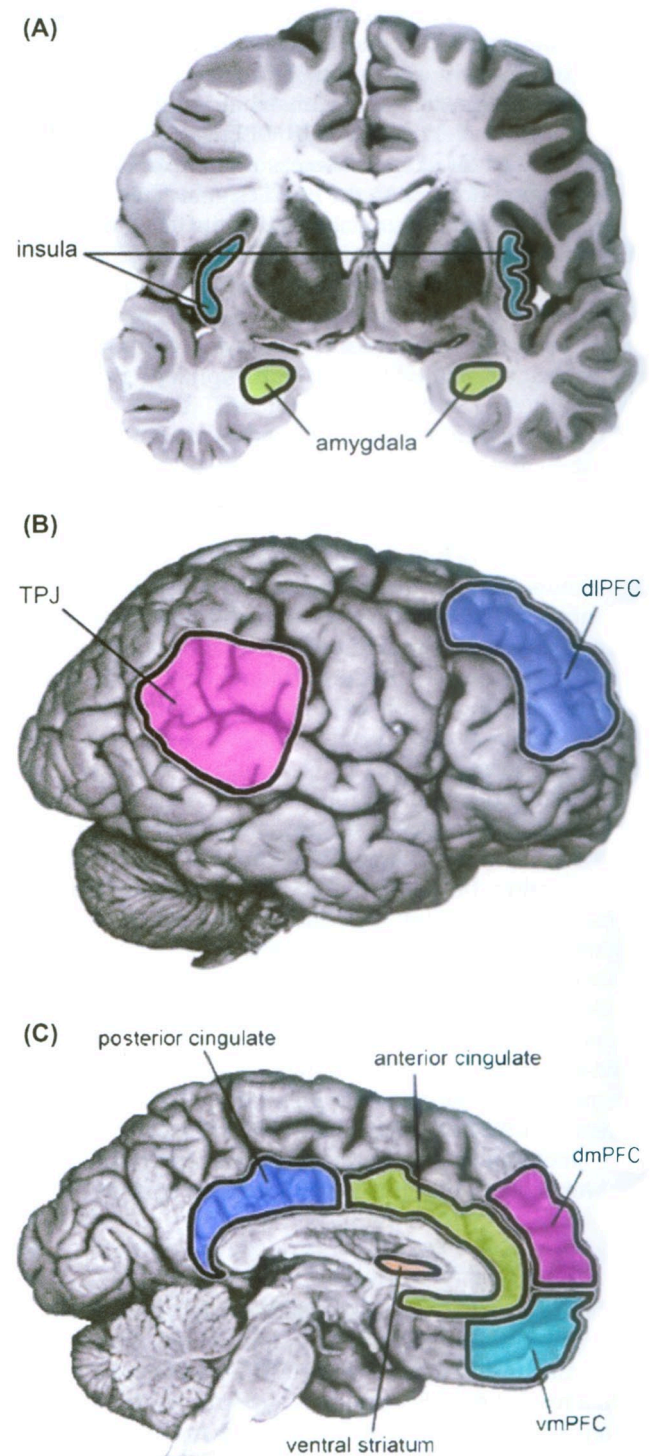 (A)
insula
amygdala
(B)
TPJ
dlPFC
(C)
posterior cingulate
anterior cingulate
dmPFC
vmPFC
ventral striatum